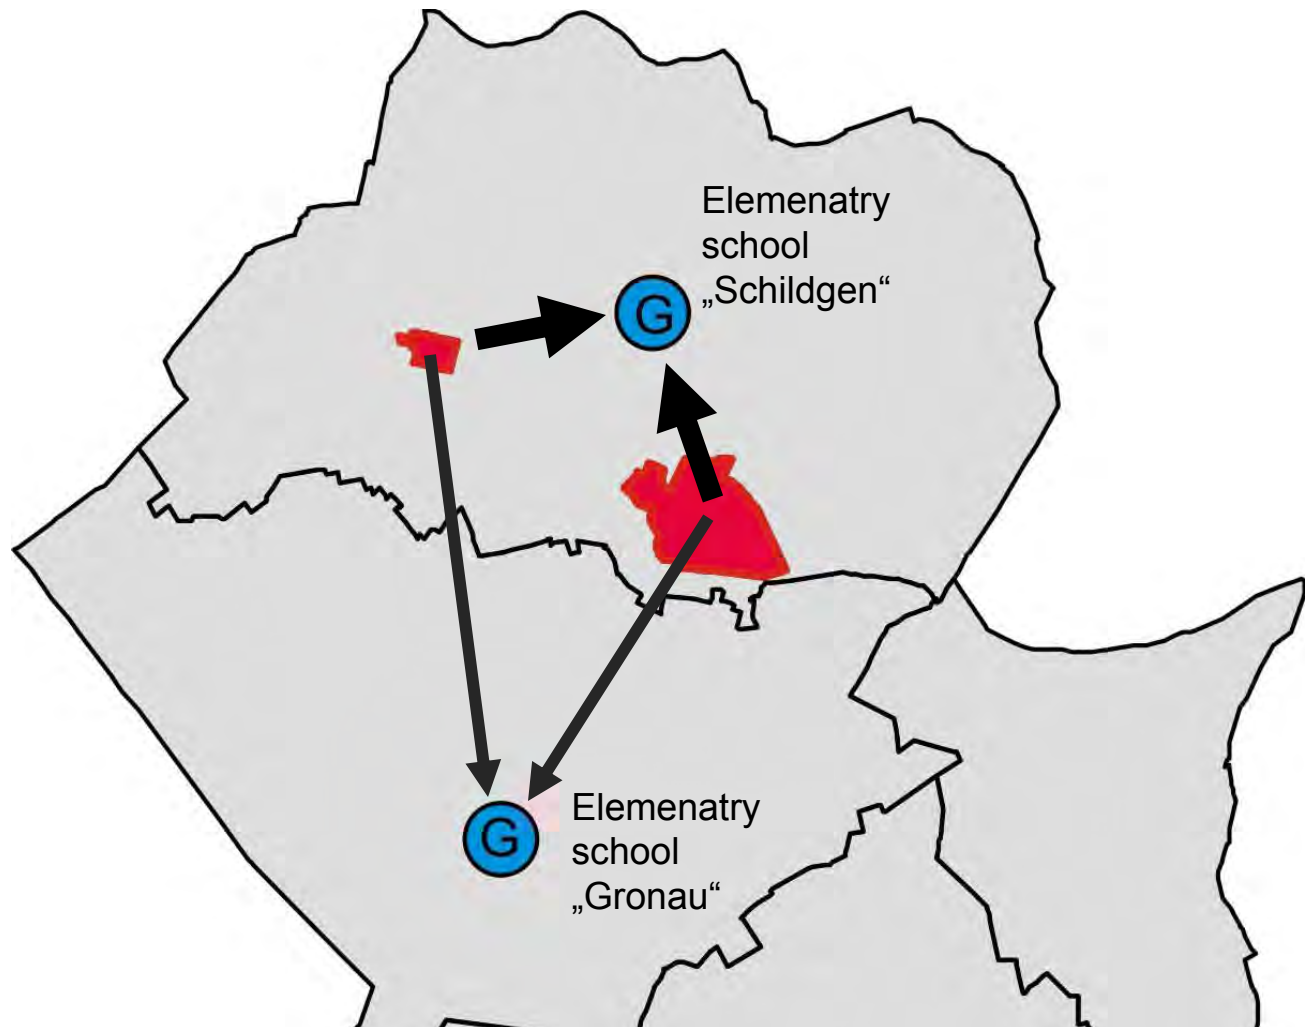 Elemenatry
school
„Schildgen“
G
G
Elemenatry
school
„Gronau“